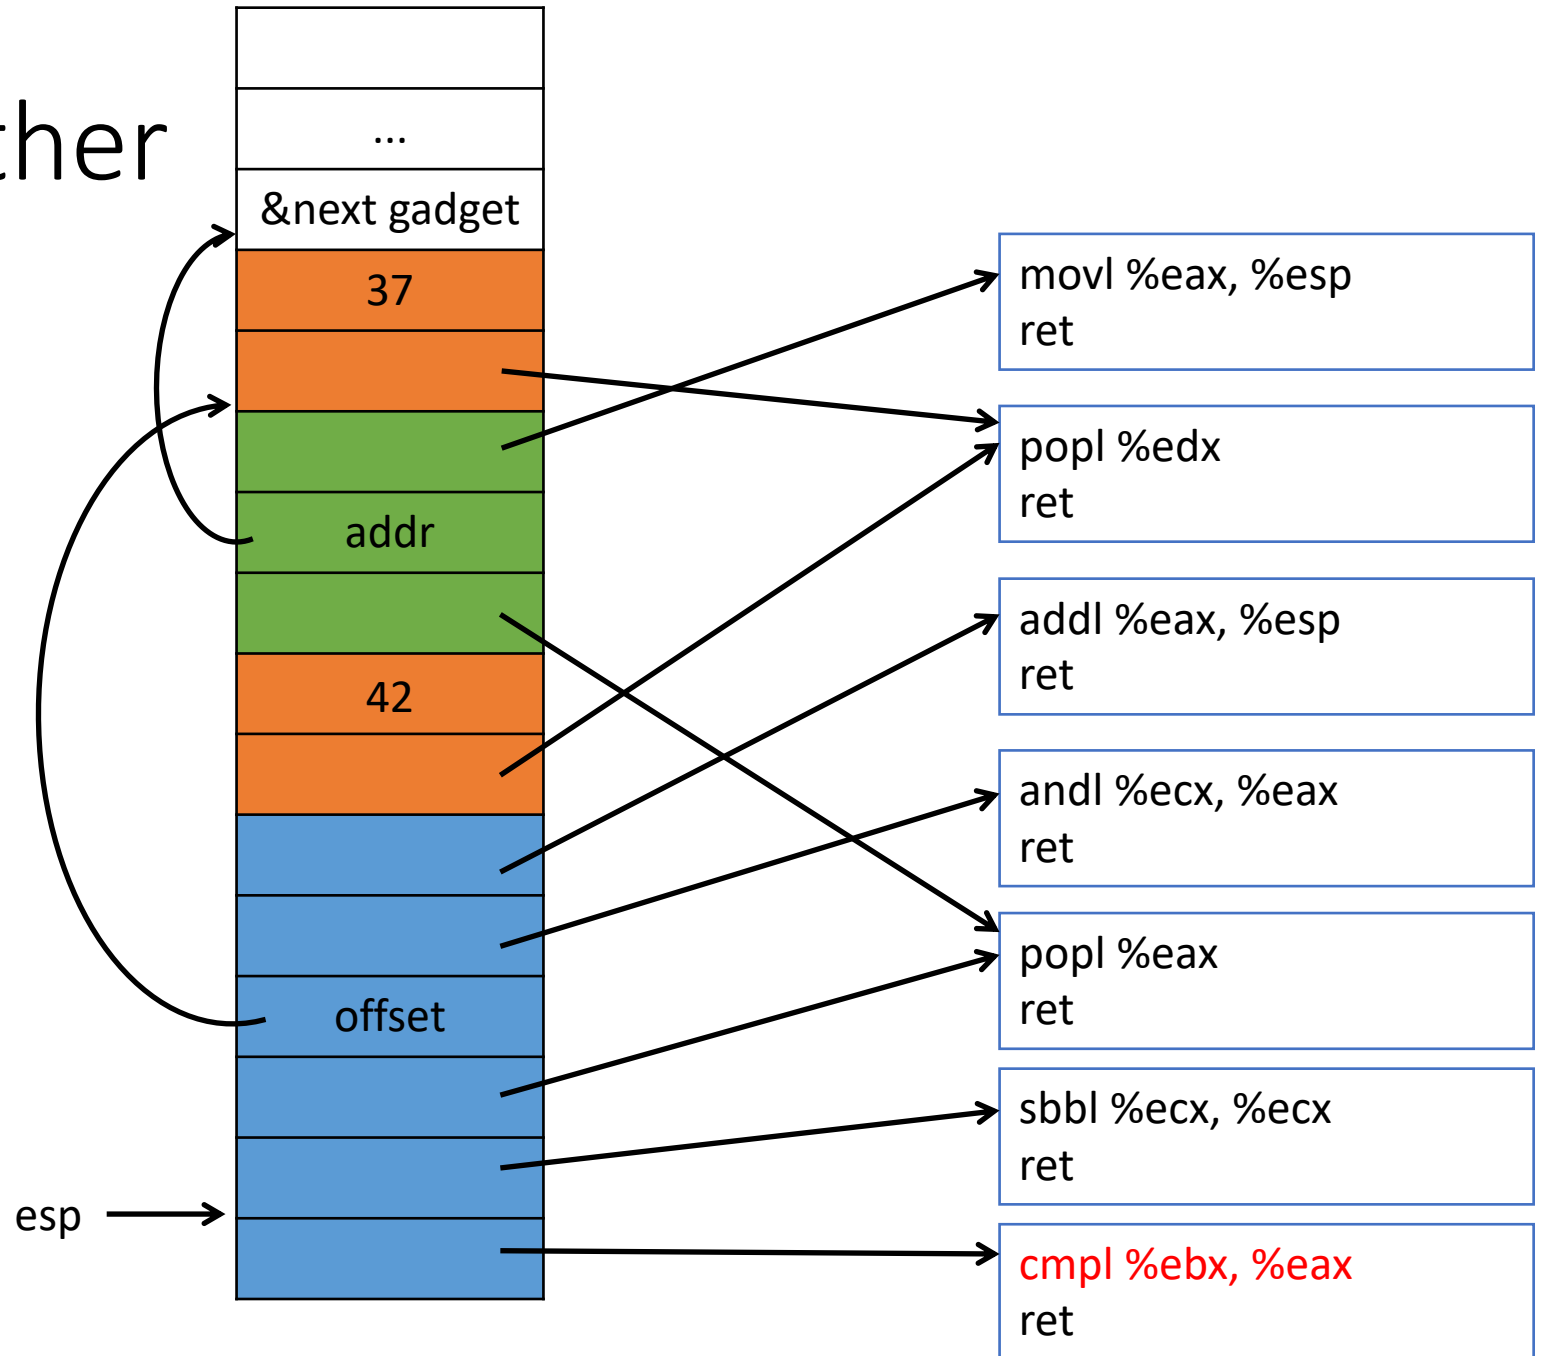 ther
...
&next gadget
37
addr
42
offset
esp
movl %eax, %esp
ret
popl %edx
ret
addl %eax, %esp
ret
andl %ecx, %eax
ret
popl %eax
ret
sbbl %ecx, %ecx
ret
cmpl %ebx, %eax
ret